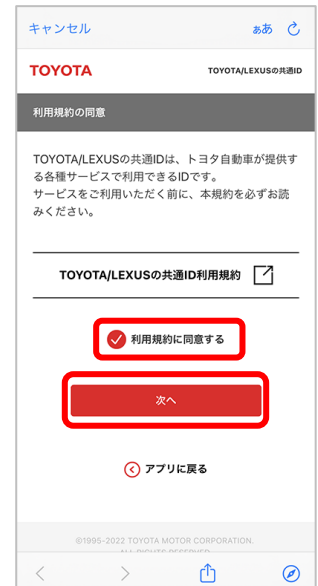 キャンセル
ぁあ
TOYOTA
TOYOTA/LEXUSの共通ID
利用規約の同意
TOYOTA/LEXUSの共通IDは、トヨタ自動車が提供す
る各種サービスで利用できるIDです。
サービスをご利用いただく前に、本規約を必ずお読
みください。
TOYOTA/LEXUSの共通ID利用規約
利用規約に同意する
次へ
アプリに戻る
©1995-2022 TOYOTA MOTOR CORPORATION.
ALL RIGHTS RESERVED